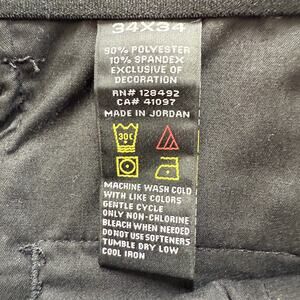 34X34
90% POLYESTER
10% SPANDEX
EXCLUSIVE OF
DECORATION
RN# 128492
CA# 41097
MADE IN JORDAN
30C
MACHINE WASH COLD
WITH LIKE COLORS
GENTLE CYCLE
ONLY NON-CHLORINE
BLEACH WHEN NEEDED
DO NOT USE SOFTENERS
TUMBLE DRY LOW
COOL IRON